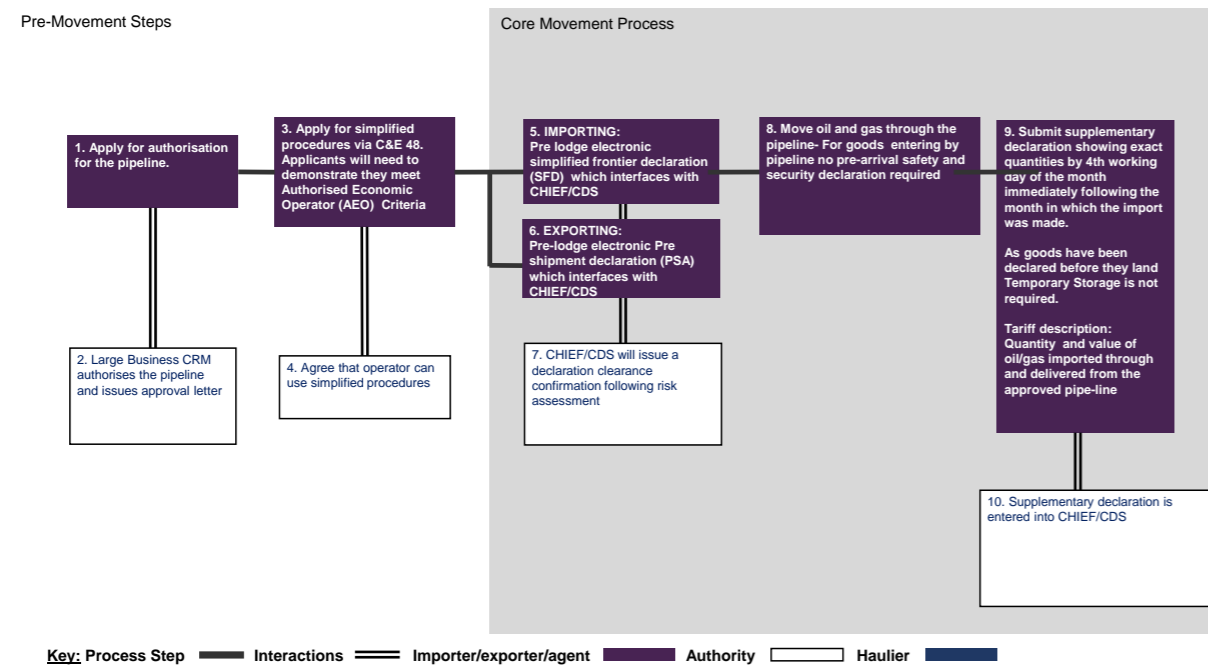 Pre-Movement Steps
Core Movement Process
1. Apply for authorisation
for the pipeline.
2. Large Business CRM
authorises the pipeline
and issues approval letter
3. Apply for simplified
procedures via C&E 48.
Applicants will need to
demonstrate they meet
Authorised Economic
Operator (AEO) Criteria
4. Agree that operator can
use simplified procedures
5. IMPORTING:
Pre lodge electronic
simplified frontier declaration
(SFD) which interfaces with
CHIEF/CDS
6. EXPORTING:
Pre-lodge electronic Pre
shipment declaration (PSA)
which interfaces with
CHIEF/CDS
7. CHIEF/CDS will issue a
declaration clearance
confirmation following risk
assessment
8. Move oil and gas through the
pipeline- For goods entering by
pipeline no pre-arrival safety and
security declaration required
9. Submit supplementary
declaration showing exact
quantities by 4th working
day of the month
immediately following the
month in which the import
was made.
As goods have been
declared before they land
Temporary Storage is not
required.
Tariff description:
Quantity and value of
oil/gas imported through
and delivered from the
approved pipe-line
10. Supplementary declaration is
entered into CHIEF/CDS
Key: Process Step Interactions Importer/exporter/agent Authority Haulier